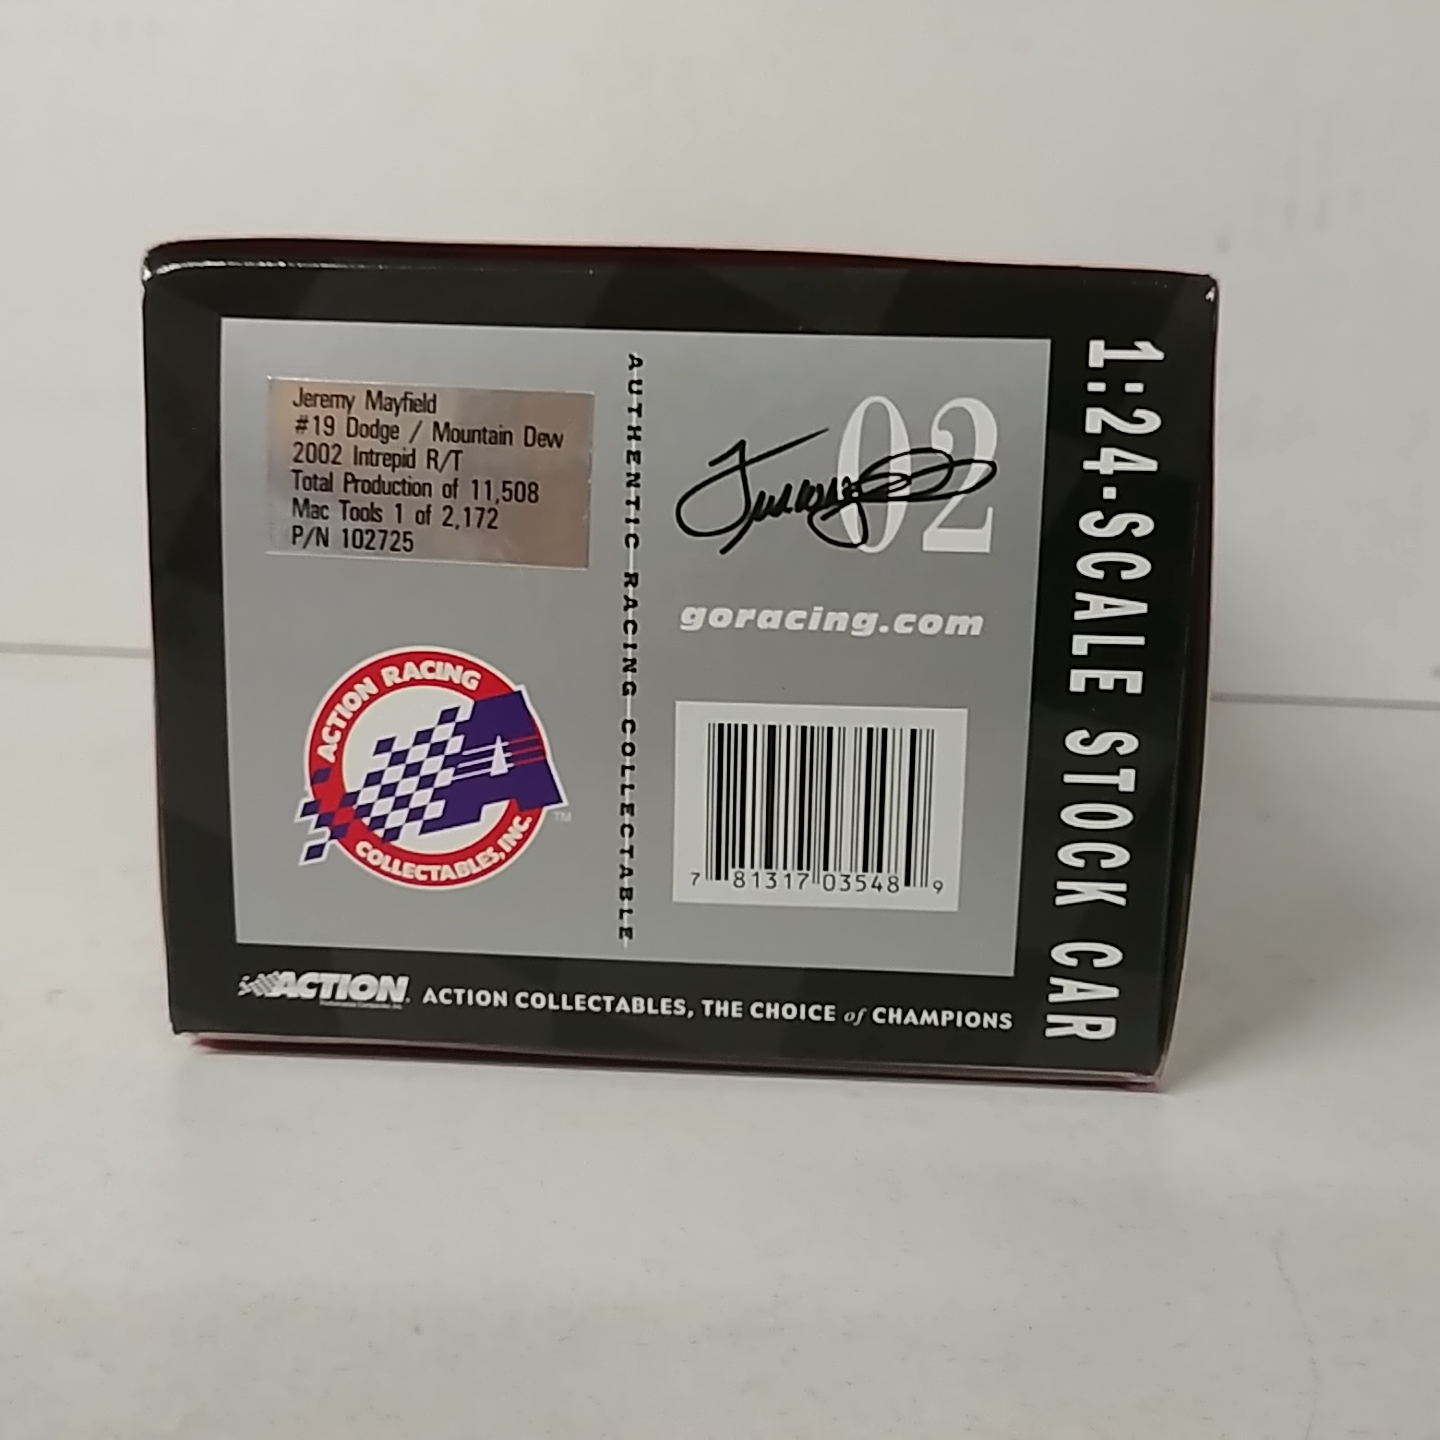 Jeremy Mayfield
#19 Dodge / Mountain Dew
2002 Intrepid R/T
Total Production of 11,508
Mac Tools 1 of 2,172
P/N 102725
ACTION RACING
COLLECTABLES, INC.
TM
AUTHENTIC RACING COLLECTABLE
02
goracing.com
7 81317 03548 9
1:24-SCALE STOCK CAR
ACTION
ACTION COLLECTABLES, THE CHOICE of CHAMPIONS